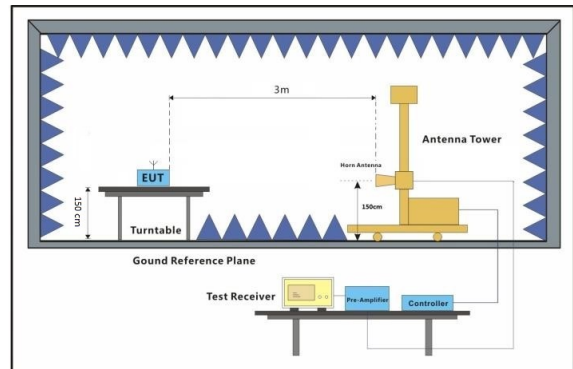 3m
Antenna Tower
Horn Antenna
EUT
150 cm
150cm
Turntable
Gound Reference Plane
Test Receiver
Pre-Amplifier
Controller